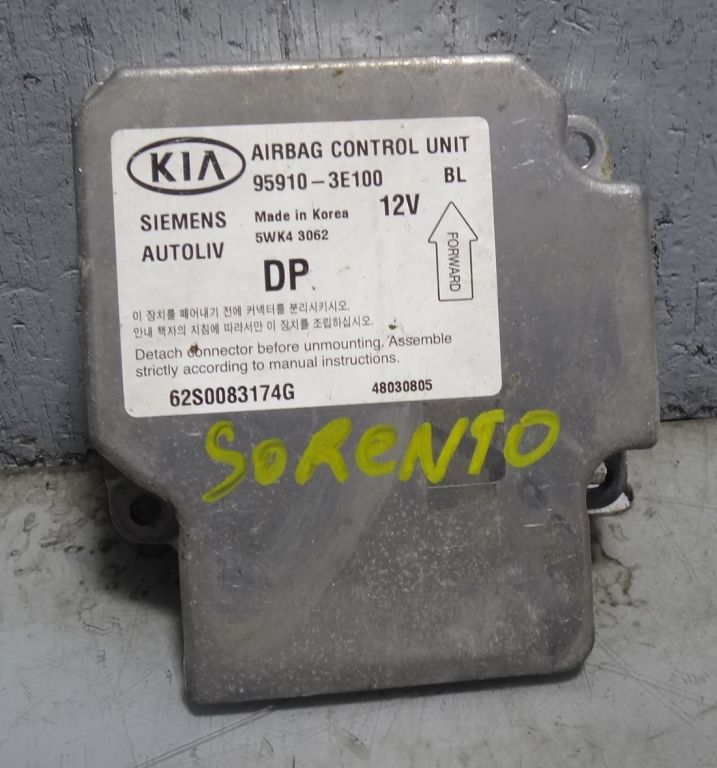 KIA AIRBAG CONTROL UNIT
95910-3E100 BL
SIEMENS AUTOLIV
Made in Korea 12V
5WK4 3062
FORWARD
DP
이 장치를 떼어내기 전에 커넥터를 분리시키시오.
안내 책자의 지침에 따라서만 이 장치를 조립하십시오.
Detach connector before unmounting. Assemble
strictly according to manual instructions.
62S0083174G 48030805
SORENTO